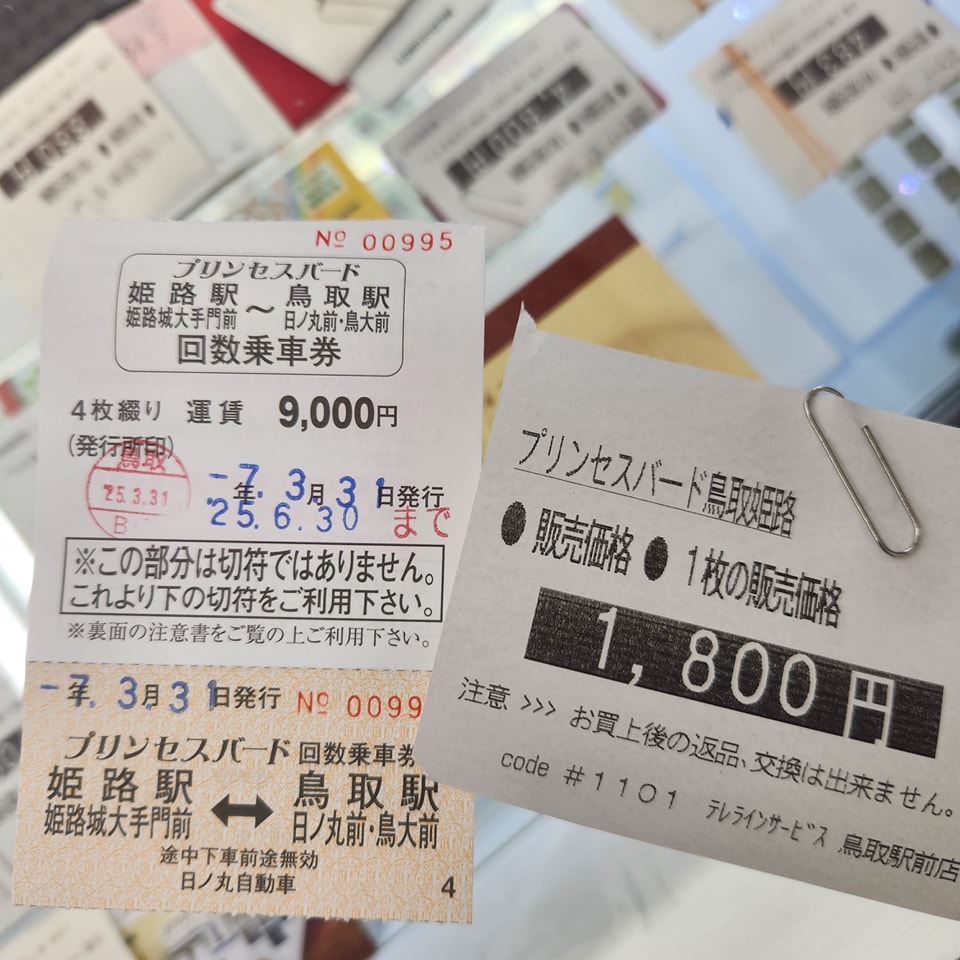 № 00995
プリンセスバード
姫路駅 ～ 鳥取駅
姫路城大手門前 日ノ丸前・鳥大前
回数乗車券
4枚綴り 運賃 9,000円
(発行所印)
鳥取
25.3.31
B
-7年 3月31日発行
25.6.30 まで
※この部分は切符ではありません。
これより下の切符をご利用下さい。
※裏面の注意書をご覧の上ご利用下さい。
-7年 3月31日発行 № 0099
プリンセスバード 回数乗車券
姫路駅 ↔ 鳥取駅
姫路城大手門前 日ノ丸前・鳥大前
途中下車前途無効
日ノ丸自動車
4
プリンセスバード鳥取姫路
●販売価格●1枚の販売価格
1,800円
注意 >>> お買上後の返品、交換は出来ません。
code #1101 テレラインサービス 鳥取駅前店